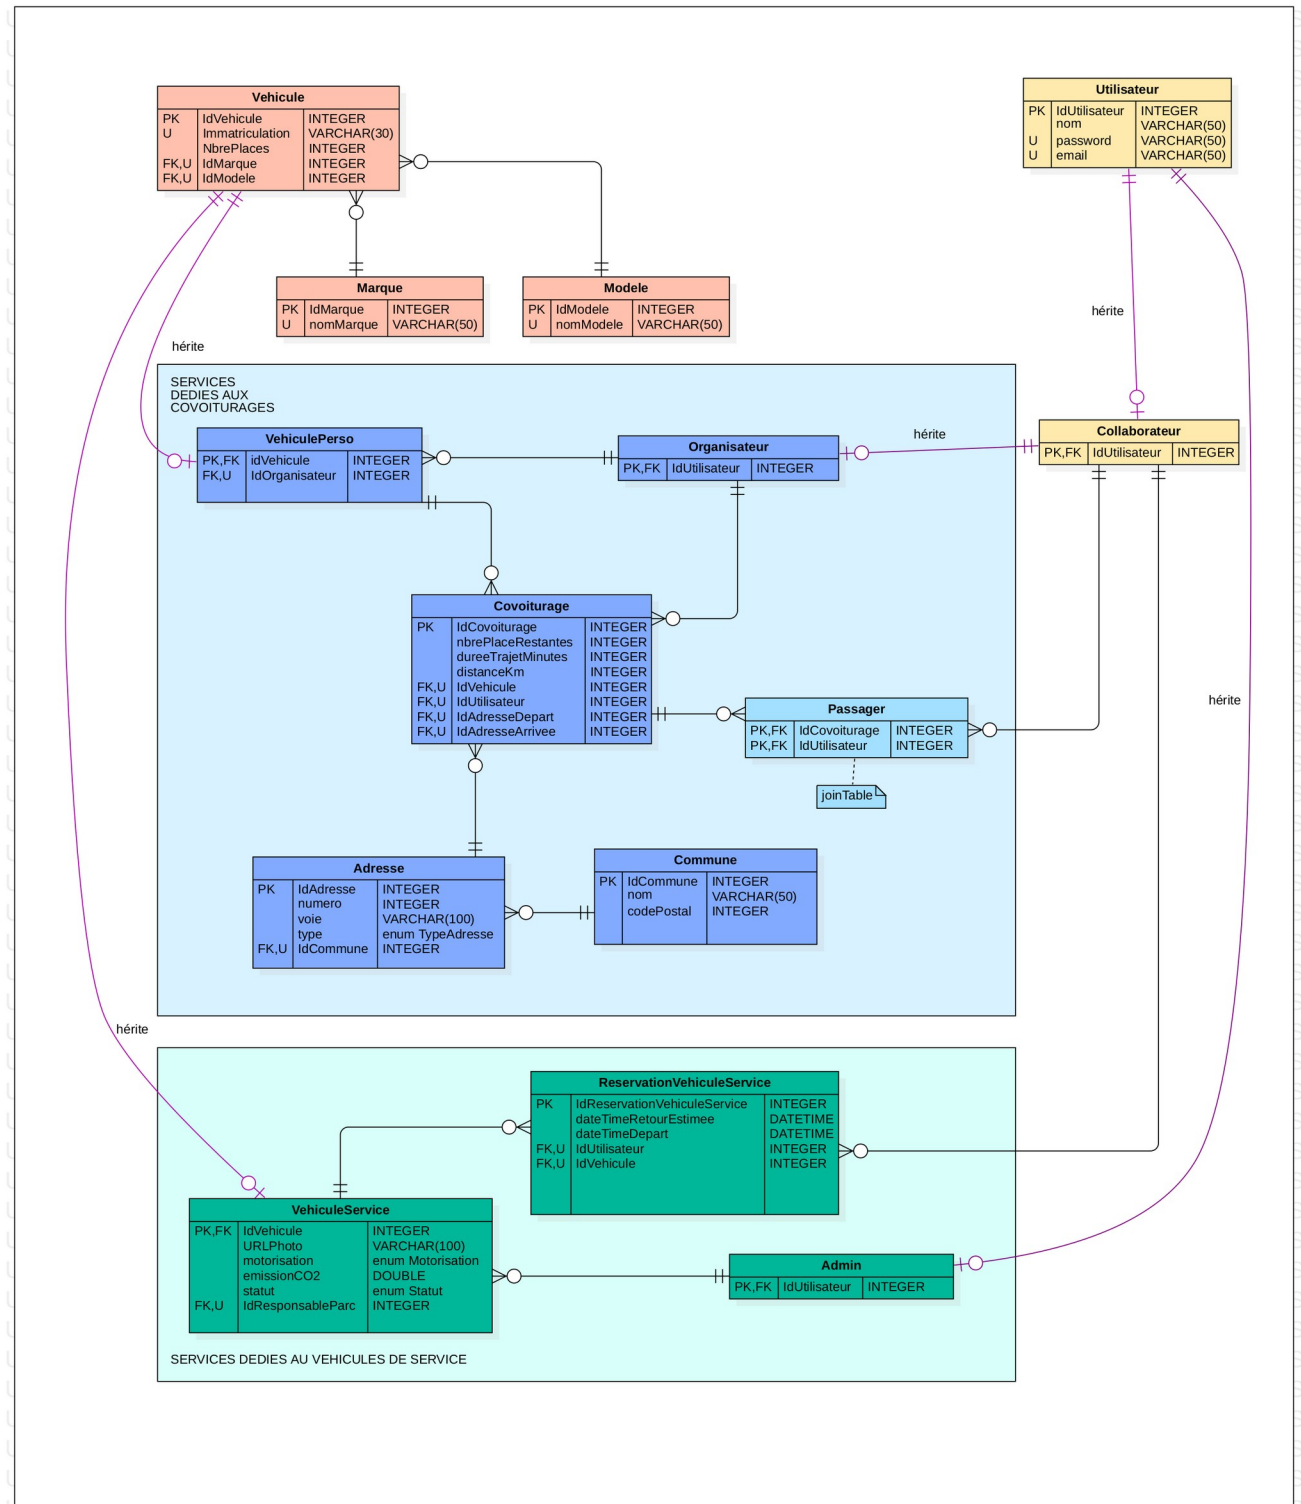 Vehicule
PK IdVehicule INTEGER
U Immatriculation VARCHAR(30)
NbrePlaces INTEGER
FK,U IdMarque INTEGER
FK,U IdModele INTEGER
Utilisateur
PK IdUtilisateur INTEGER
nom VARCHAR(50)
U password VARCHAR(50)
U email VARCHAR(50)
Marque
PK IdMarque INTEGER
U nomMarque VARCHAR(50)
Modele
PK IdModele INTEGER
U nomModele VARCHAR(50)
hérite
hérite
SERVICES
DEDIES AUX
COVOITURAGES
VehiculePerso
PK,FK idVehicule INTEGER
FK,U IdOrganisateur INTEGER
Organisateur
PK,FK IdUtilisateur INTEGER
hérite
Collaborateur
PK,FK IdUtilisateur INTEGER
Covoiturage
PK IdCovoiturage INTEGER
nbrePlaceRestantes INTEGER
dureeTrajetMinutes INTEGER
distanceKm INTEGER
FK,U IdVehicule INTEGER
FK,U IdUtilisateur INTEGER
FK,U IdAdresseDepart INTEGER
FK,U IdAdresseArrivee INTEGER
Passager
PK,FK IdCovoiturage INTEGER
PK,FK IdUtilisateur INTEGER
joinTable
hérite
Adresse
PK IdAdresse INTEGER
numero INTEGER
voie VARCHAR(100)
type enum TypeAdresse
FK,U IdCommune INTEGER
Commune
PK IdCommune INTEGER
nom VARCHAR(50)
codePostal INTEGER
hérite
ReservationVehiculeService
PK IdReservationVehiculeService INTEGER
dateTimeRetourEstimee DATETIME
dateTimeDepart DATETIME
FK,U IdUtilisateur INTEGER
FK,U IdVehicule INTEGER
VehiculeService
PK,FK IdVehicule INTEGER
URLPhoto VARCHAR(100)
motorisation enum Motorisation
emissionCO2 DOUBLE
statut enum Statut
FK,U IdResponsableParc INTEGER
Admin
PK,FK IdUtilisateur INTEGER
SERVICES DEDIES AU VEHICULES DE SERVICE